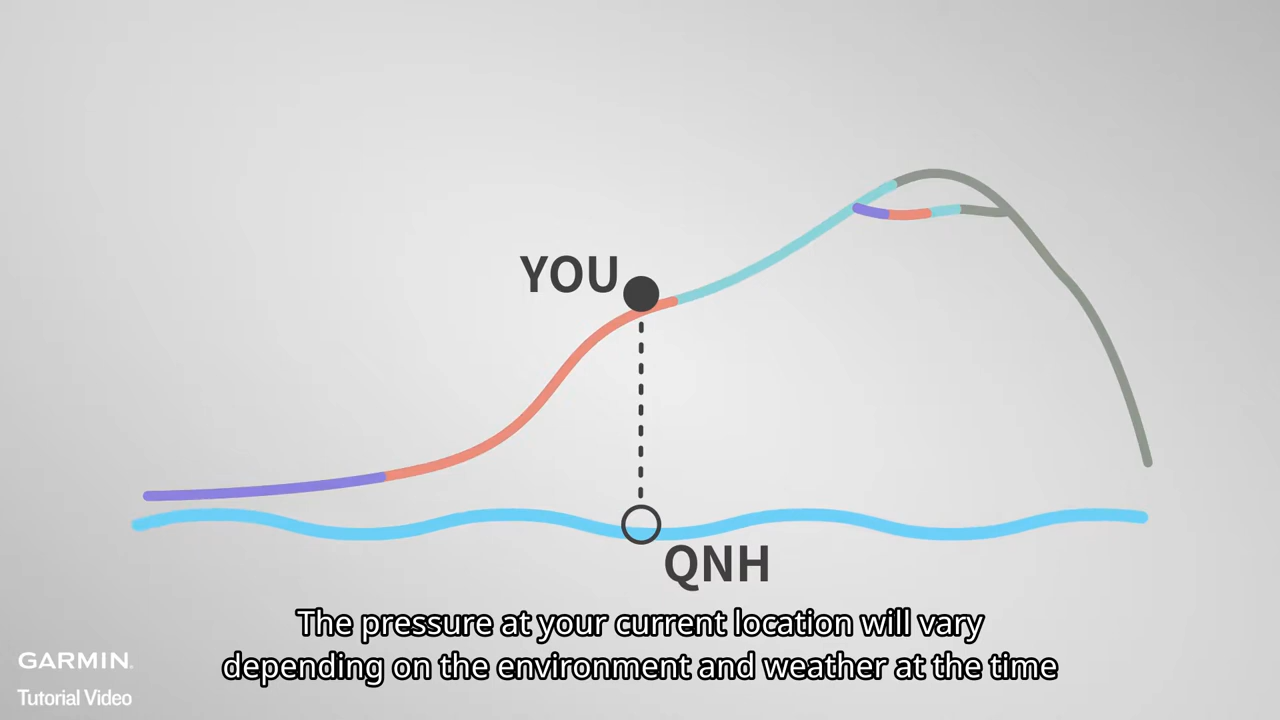 YOU
QNH
The pressure at your current location will vary
depending on the environment and weather at the time
GARMIN.
Tutorial Video